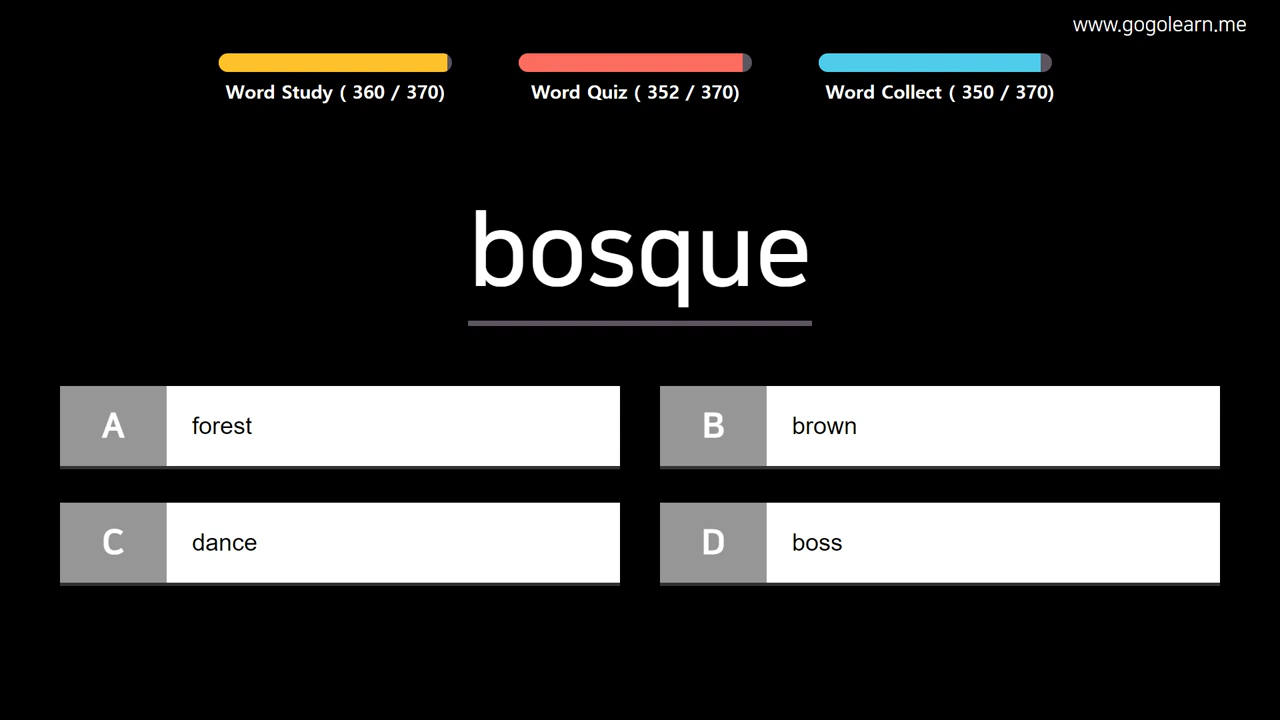 www.gogolearn.me
Word Study ( 360 / 370)
Word Quiz ( 352 / 370)
Word Collect ( 350 / 370)
bosque
A forest
B brown
C dance
D boss